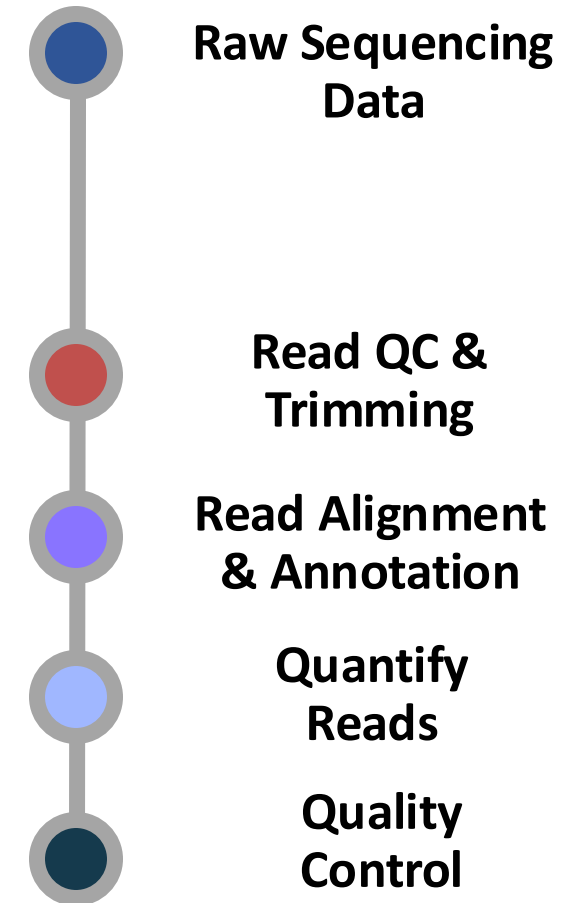 Raw Sequencing
Data
Read QC &
Trimming
Read Alignment
& Annotation
Quantify
Reads
Quality
Control